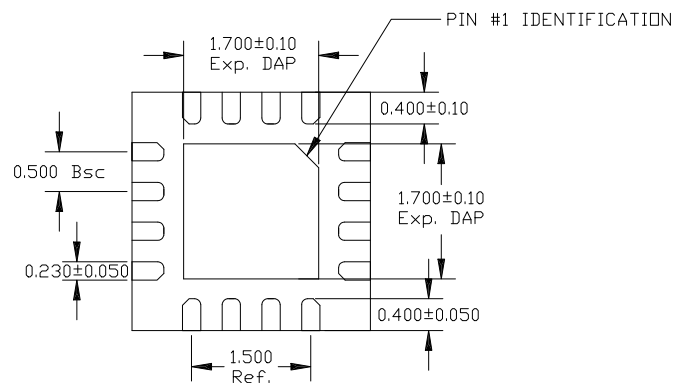 PIN #1 IDENTIFICATION
1.700±0.10
Exp. DAP
0.400±0.10
0.500 Bsc
1.700±0.10
Exp. DAP
0.230±0.050
0.400±0.050
1.500
Ref.